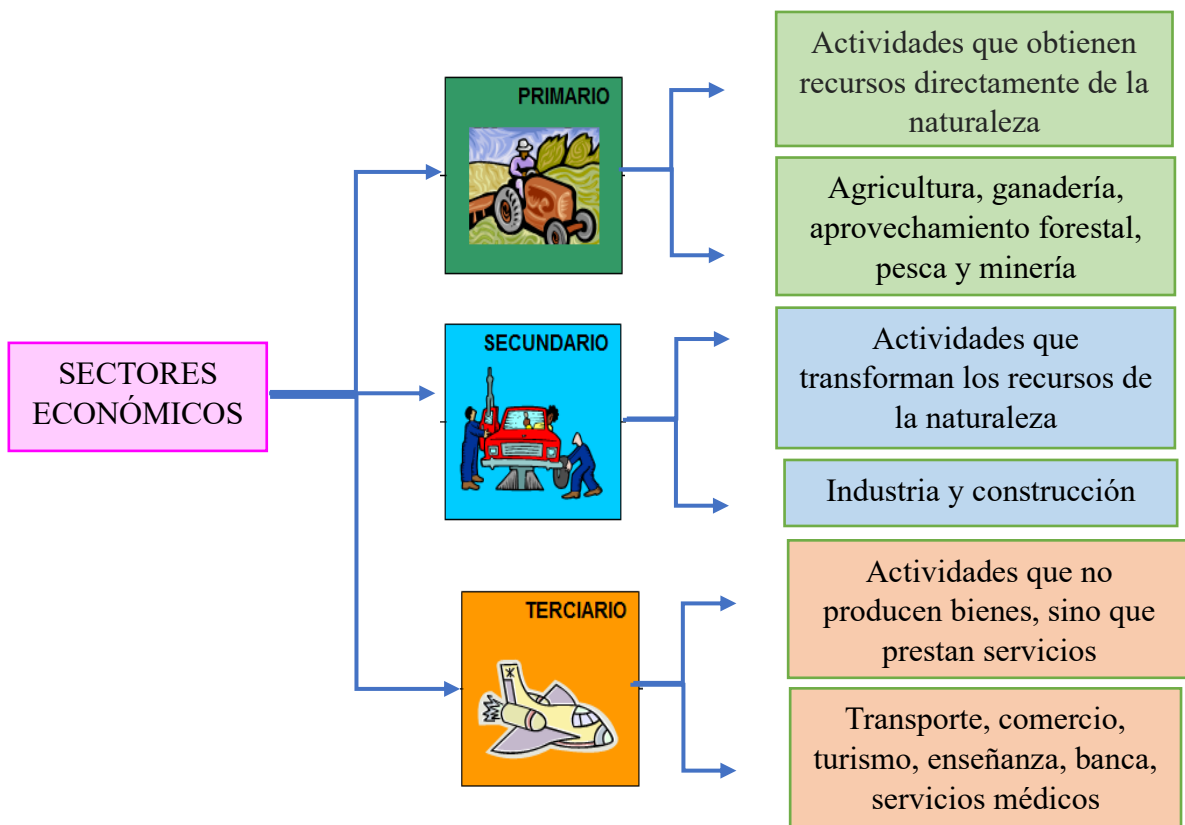 SECTORES
ECONÓMICOS
PRIMARIO
Actividades que obtienen
recursos directamente de la
naturaleza
Agricultura, ganadería,
aprovechamiento forestal,
pesca y minería
SECUNDARIO
Actividades que
transforman los recursos de
la naturaleza
Industria y construcción
TERCIARIO
Actividades que no
producen bienes, sino que
prestan servicios
Transporte, comercio,
turismo, enseñanza, banca,
servicios médicos